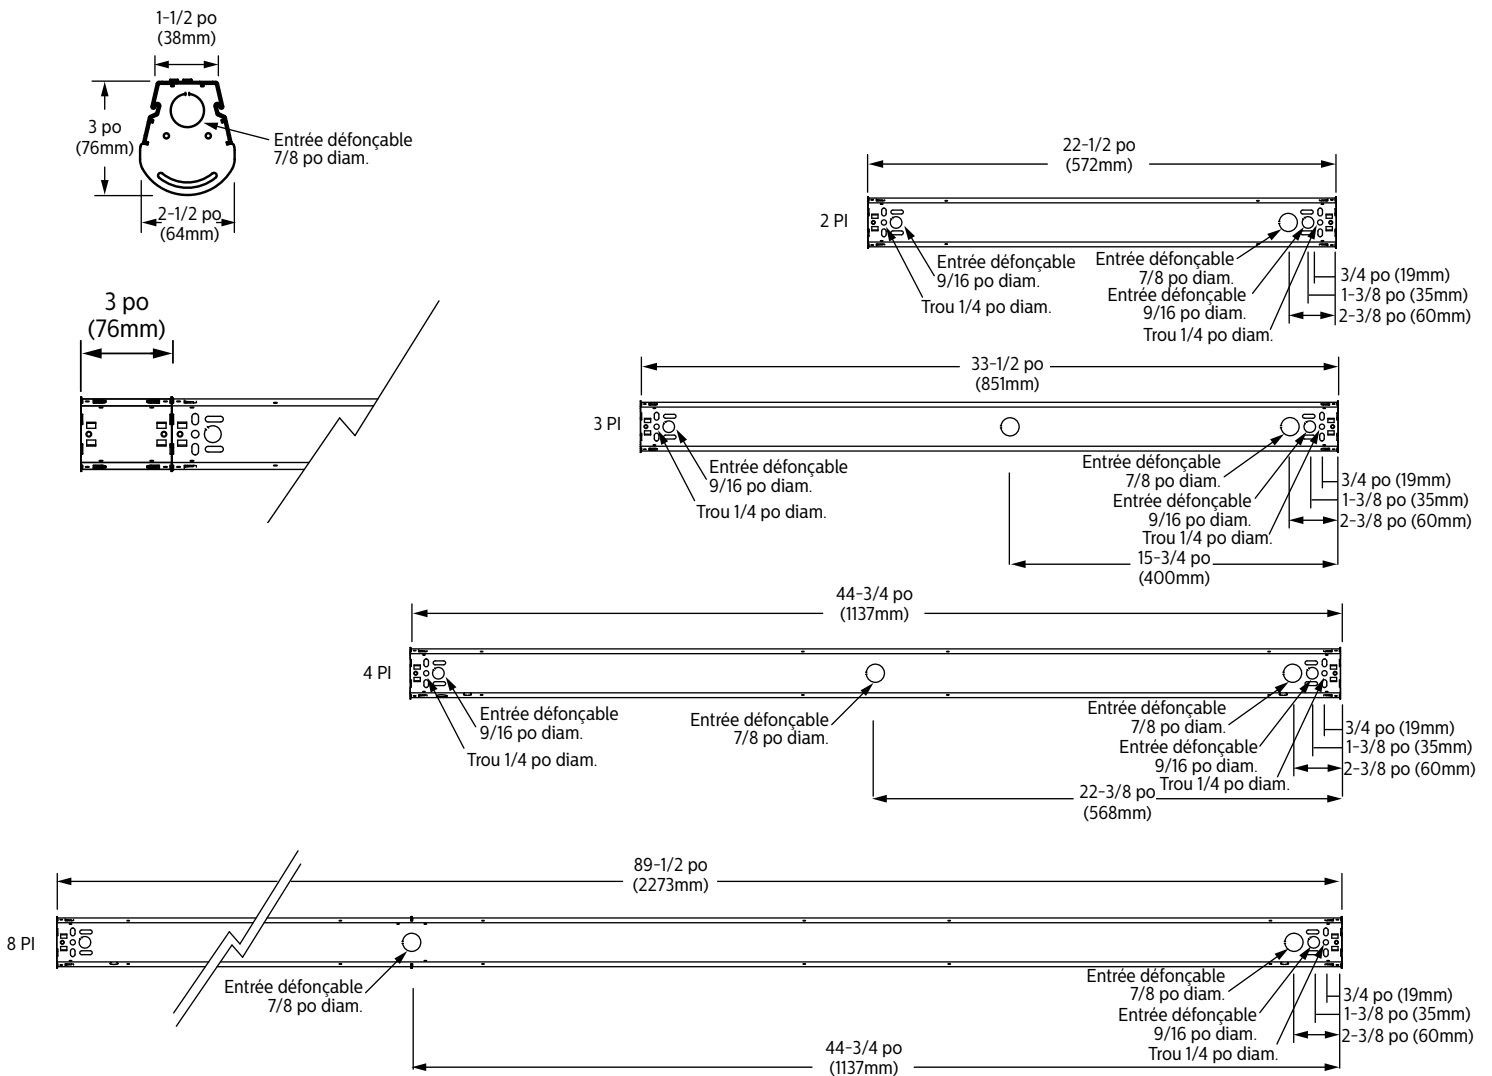 1-1/2 po
(38mm)
3 po
(76mm)
Entrée défonçable
7/8 po diam.
2-1/2 po
(64mm)
3 po
(76mm)
22-1/2 po
(572mm)
2 PI
Entrée défonçable
9/16 po diam.
Trou 1/4 po diam.
Entrée défonçable
7/8 po diam.
Entrée défonçable
9/16 po diam.
Trou 1/4 po diam.
3/4 po (19mm)
1-3/8 po (35mm)
2-3/8 po (60mm)
33-1/2 po
(851mm)
3 PI
Entrée défonçable
9/16 po diam.
Trou 1/4 po diam.
Entrée défonçable
7/8 po diam.
Entrée défonçable
9/16 po diam.
Trou 1/4 po diam.
3/4 po (19mm)
1-3/8 po (35mm)
2-3/8 po (60mm)
15-3/4 po
(400mm)
44-3/4 po
(1137mm)
4 PI
Entrée défonçable
9/16 po diam.
Trou 1/4 po diam.
Entrée défonçable
7/8 po diam.
Entrée défonçable
7/8 po diam.
Entrée défonçable
9/16 po diam.
Trou 1/4 po diam.
3/4 po (19mm)
1-3/8 po (35mm)
2-3/8 po (60mm)
22-3/8 po
(568mm)
89-1/2 po
(2273mm)
8 PI
Entrée défonçable
7/8 po diam.
Entrée défonçable
7/8 po diam.
Entrée défonçable
9/16 po diam.
Trou 1/4 po diam.
3/4 po (19mm)
1-3/8 po (35mm)
2-3/8 po (60mm)
44-3/4 po
(1137mm)